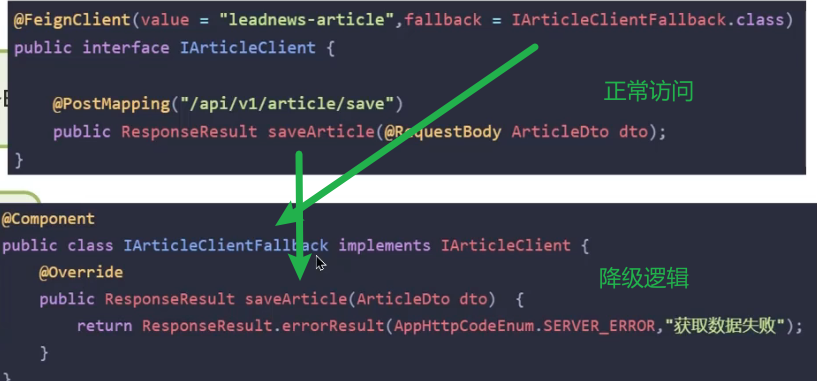 @FeignClient(value = "leadnews-article",fallback = IArticleClientFallback.class)
public interface IArticleClient {
正常访问
@PostMapping("/api/v1/article/save")
public ResponseResult saveArticle(@RequestBody ArticleDto dto);
}
@Component
public class IArticleClientFallback implements IArticleClient {
@Override
降级逻辑
public ResponseResult saveArticle(ArticleDto dto) {
return ResponseResult.errorResult(AppHttpCodeEnum.SERVER_ERROR,"获取数据失败");
}
}